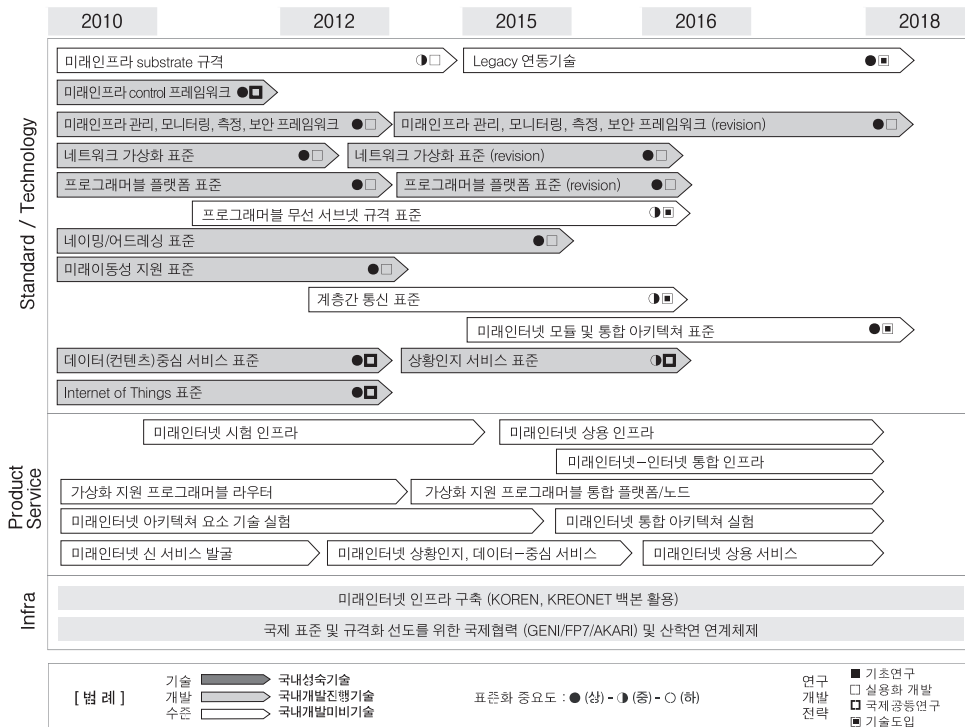 2010 2012 2015 2016 2018
Standard / Technology
미래인프라 substrate 규격 ◑□ Legacy 연동기술 ●▣
미래인프라 control 프레임워크 ●□
미래인프라 관리, 모니터링, 측정, 보안 프레임워크 ●□ 미래인프라 관리, 모니터링, 측정, 보안 프레임워크 (revision) ●□
네트워크 가상화 표준 ●□ 네트워크 가상화 표준 (revision) ●□
프로그래머블 플랫폼 표준 ●□ 프로그래머블 플랫폼 표준 (revision) ●□
프로그래머블 무선 서브넷 규격 표준 ◑▣
네이밍/어드레싱 표준 ●□
미래이동성 지원 표준 ●□
계층간 통신 표준 ◑▣
미래인터넷 모듈 및 통합 아키텍쳐 표준 ●▣
데이터(컨텐츠)중심 서비스 표준 ●□ 상황인지 서비스 표준 ◑□
Internet of Things 표준 ●□
Product Service
미래인터넷 시험 인프라 미래인터넷 상용 인프라
미래인터넷-인터넷 통합 인프라
가상화 지원 프로그래머블 라우터 가상화 지원 프로그래머블 통합 플랫폼/노드
미래인터넷 아키텍쳐 요소 기술 실험 미래인터넷 통합 아키텍쳐 실험
미래인터넷 신 서비스 발굴 미래인터넷 상황인지, 데이터-중심 서비스 미래인터넷 상용 서비스
Infra
미래인터넷 인프라 구축 (KOREN, KREONET 백본 활용)
국제 표준 및 규격화 선도를 위한 국제협력 (GENI/FP7/AKARI) 및 산학연 연계체제
[범례]
기술 개발 수준
국내성숙기술
국내개발진행기술
국내개발미비기술
표준화 중요도 : ● (상) - ◑ (중) - ○ (하)
연구 개발 전략
■ 기초연구
□ 실용화 개발
□ 국제공동연구
▣ 기술도입